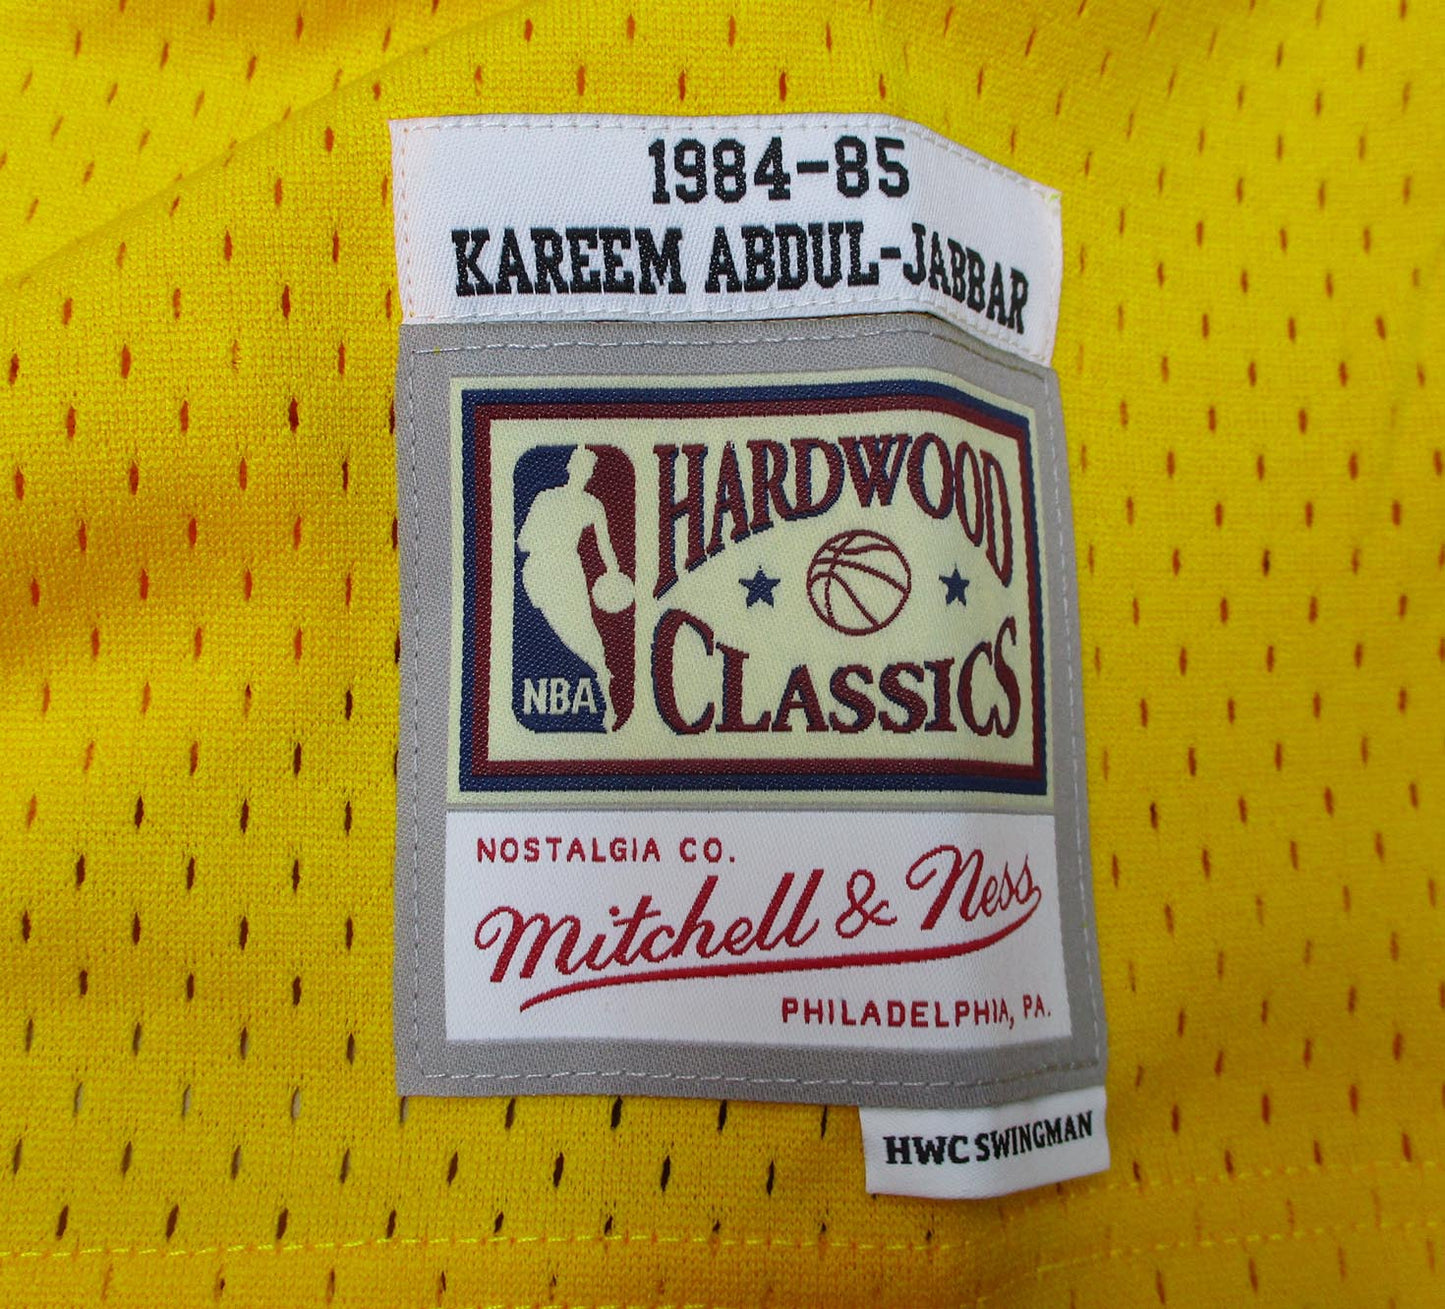 1984-85
KAREEM ABDUL-JABBAR
HARDWOOD
CLASSICS
NBA
NOSTALGIA CO.
Mitchell & Ness
PHILADELPHIA, PA.
HWC SWINGMAN